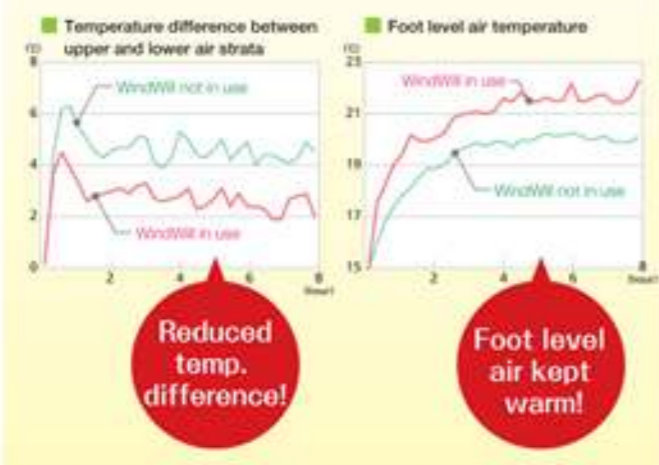 Temperature difference between
upper and lower air strata
(℃)
8
6
4
2
0
2
4
6
8
(hour)
WindWill not in use
WindWill in use
Reduced
temp.
difference!
Foot level air temperature
(℃)
23
21
19
17
15
2
4
6
8
(hour)
WindWill in use
WindWill not in use
Foot level
air kept
warm!